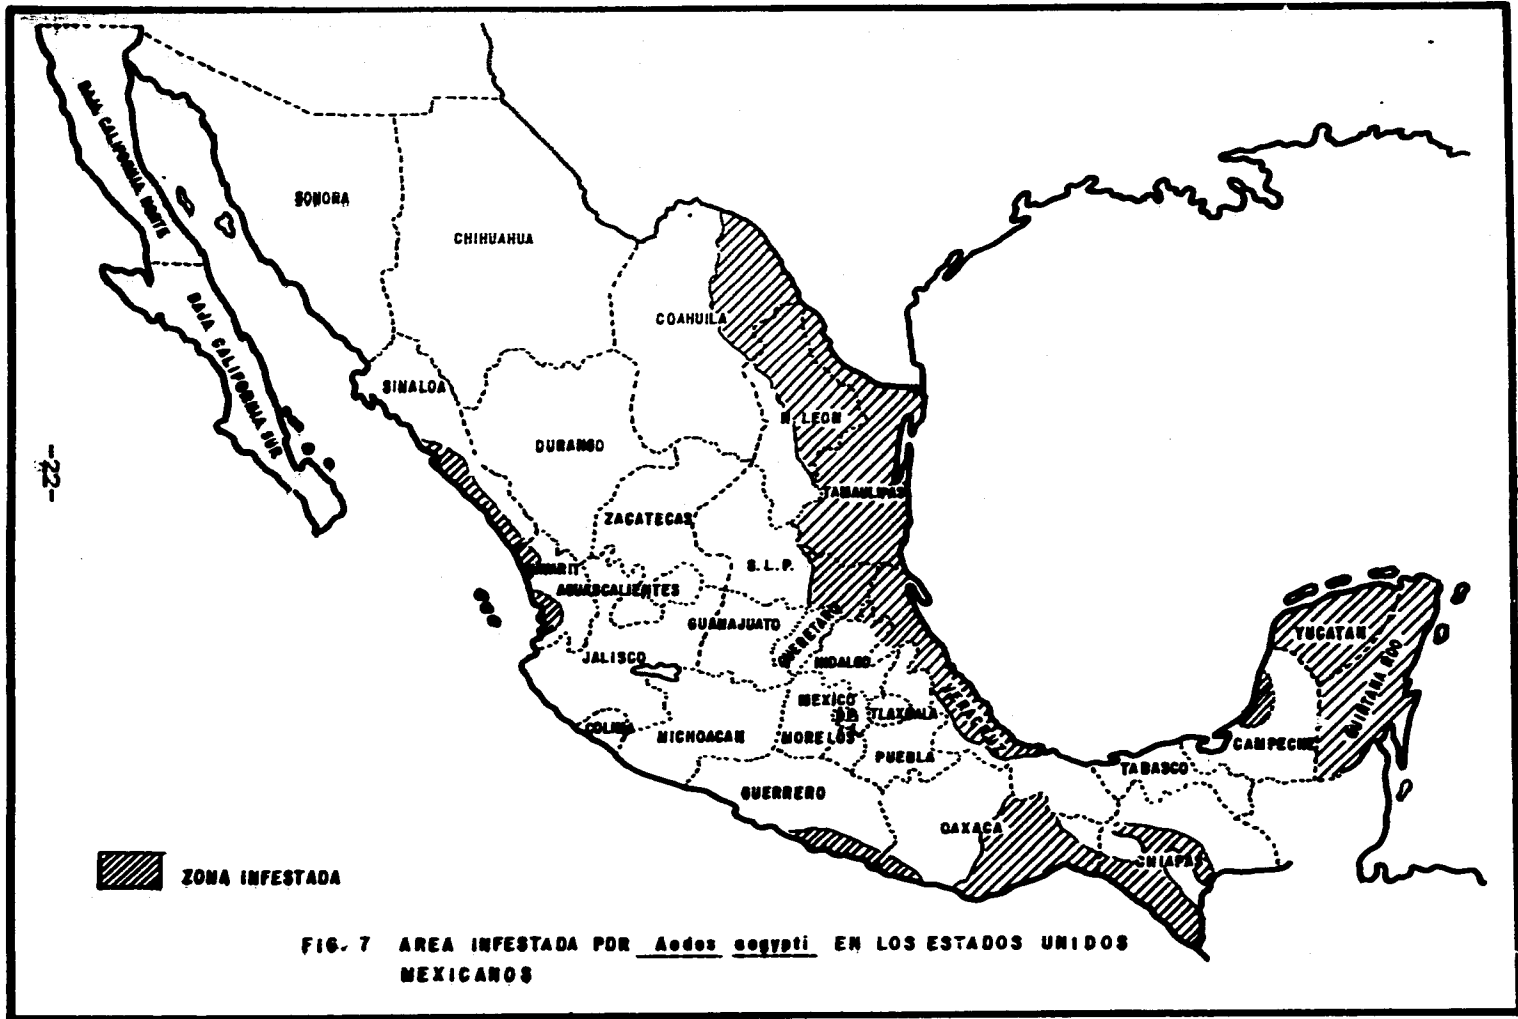 BAJA CALIFORNIA NORTE
SONORA
CHIHUAHUA
BAJA CALIFORNIA SUR
COAHUILA
SINALOA
N. LEON
DURANGO
-22-
TAMAULIPAS
ZACATECAS
S.L.P.
NAYARIT
AGUASCALIENTES
GUANAJUATO
QUERETARO
YUCATAN
QUINTANA ROO
JALISCO
HIDALGO
MEXICO
D.F.
TLAXCALA
VERACRUZ
COLIMA
MICHOACAN
MORELOS
PUEBLA
CAMPECHE
TABASCO
GUERRERO
OAXACA
CHIAPAS
ZONA INFESTADA
FIG. 7 AREA INFESTADA POR Aedes aegypti EN LOS ESTADOS UNIDOS
MEXICANOS